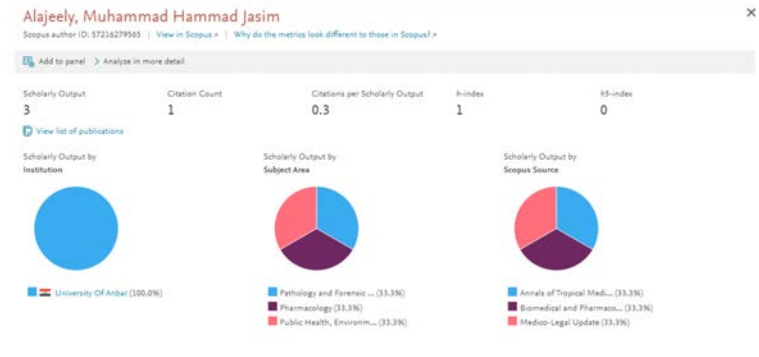 Alajeely, Muhammad Hammad Jasim
Scopus author ID: 57216279565 | View in Scopus ↗ | Why do the metrics look different to those in Scopus? ↗
Add to panel > Analyze in more detail
Scholarly Output Citation Count Citations per Scholarly Output h-index h5-index
3 1 0.3 1 0
View list of publications
Scholarly Output by Scholarly Output by Scholarly Output by
Institution Subject Area Scopus Source
University Of Anbar (100.0%) Pathology and Forensic ... (33.3%) Annals of Tropical Medi... (33.3%)
Pharmacology (33.3%) Biomedical and Pharmaco... (33.3%)
Public Health, Environm... (33.3%) Medico-Legal Update (33.3%)